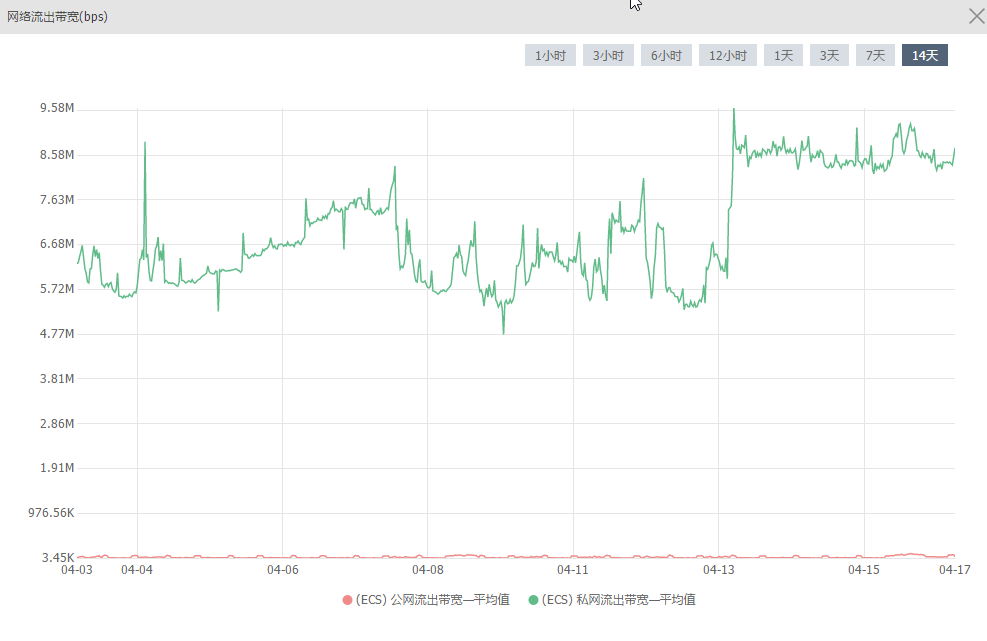 网络流出带宽(bps)
1小时 3小时 6小时 12小时 1天 3天 7天 14天
9.58M
8.58M
7.63M
6.68M
5.72M
4.77M
3.81M
2.86M
1.91M
976.56K
3.45K
04-03 04-04 04-06 04-08 04-11 04-13 04-15 04-17
(ECS) 公网流出带宽—平均值 (ECS) 私网流出带宽—平均值